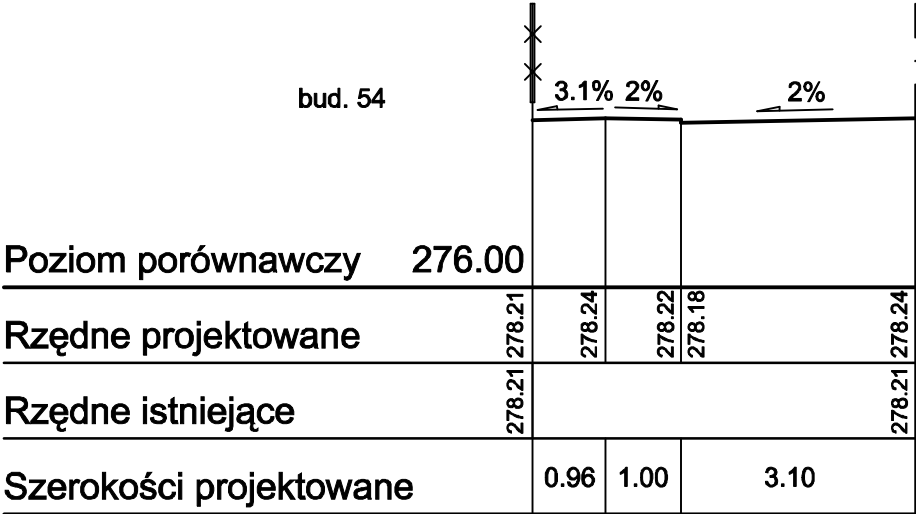 3.1% 2% 2%
bud. 54
Poziom porównawczy 276.00
Rzędne projektowane 278.21 278.24 278.22 278.18 278.24
Rzędne istniejące 278.21 278.21
Szerokości projektowane 0.96 1.00 3.10